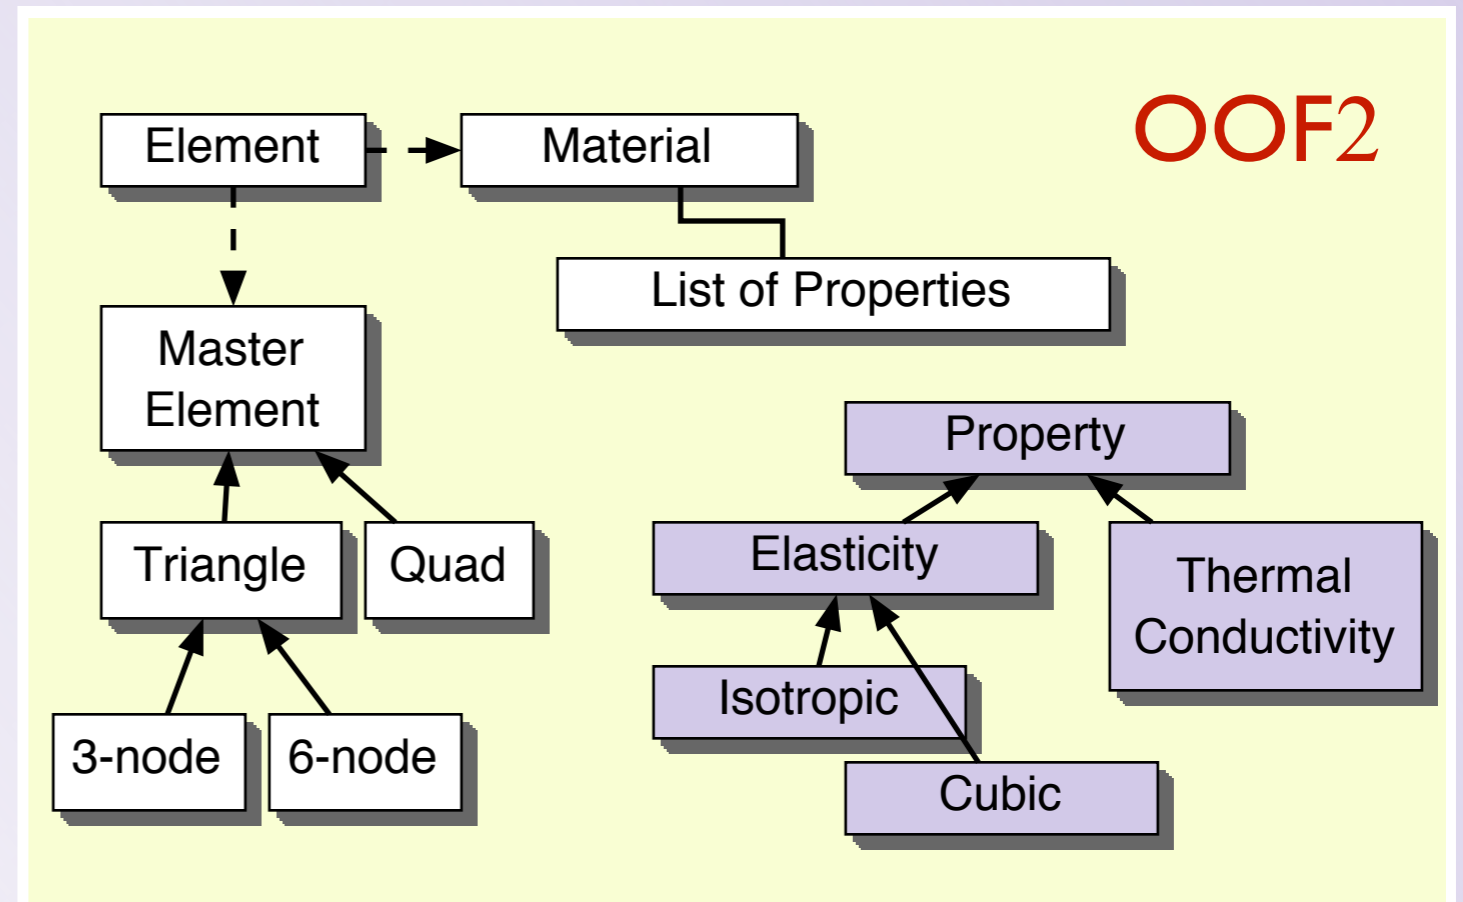 OOF2
Element
Material
List of Properties
Master
Element
Property
Triangle
Quad
Elasticity
Thermal
Conductivity
Isotropic
3-node
6-node
Cubic